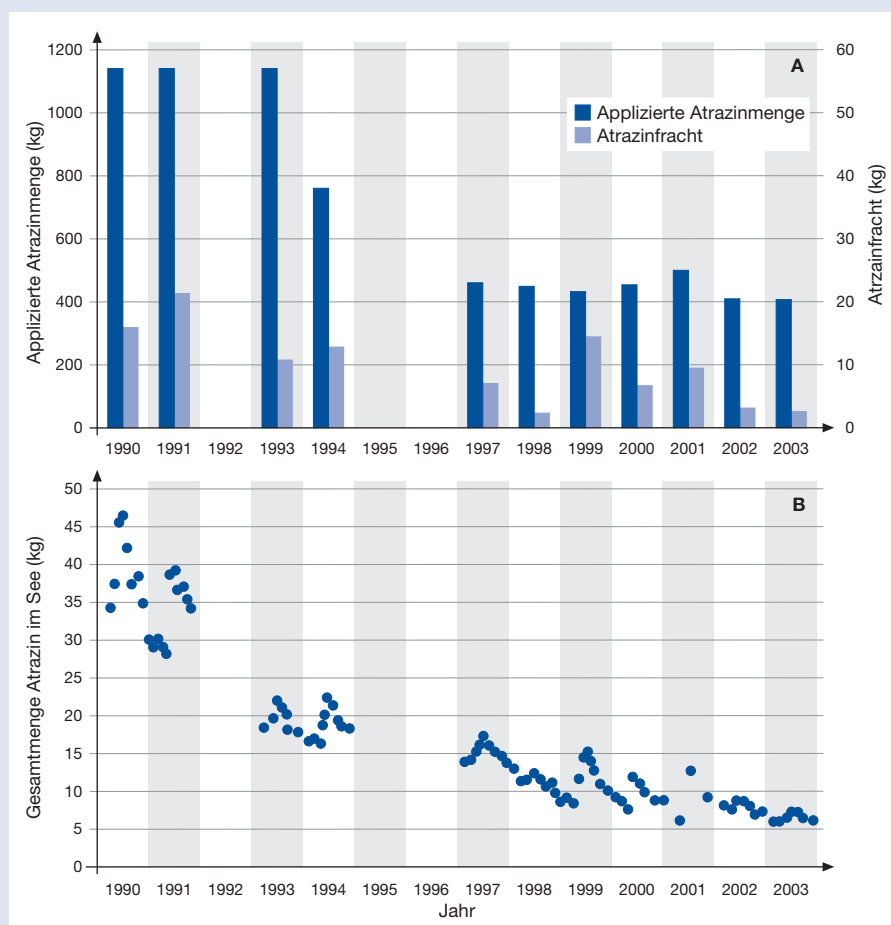 A
Applizierte Atrazinmenge (kg)
1200
1000
800
600
400
200
0
Applizierte Atrazinmenge
Atrazinfracht
60
50
40
30
20
10
0
Atrzainfracht (kg)
1990 1991 1992 1993 1994 1995 1996 1997 1998 1999 2000 2001 2002 2003
B
Gesamtmenge Atrazin im See (kg)
50
45
40
35
30
25
20
15
10
5
0
1990 1991 1992 1993 1994 1995 1996 1997 1998 1999 2000 2001 2002 2003
Jahr